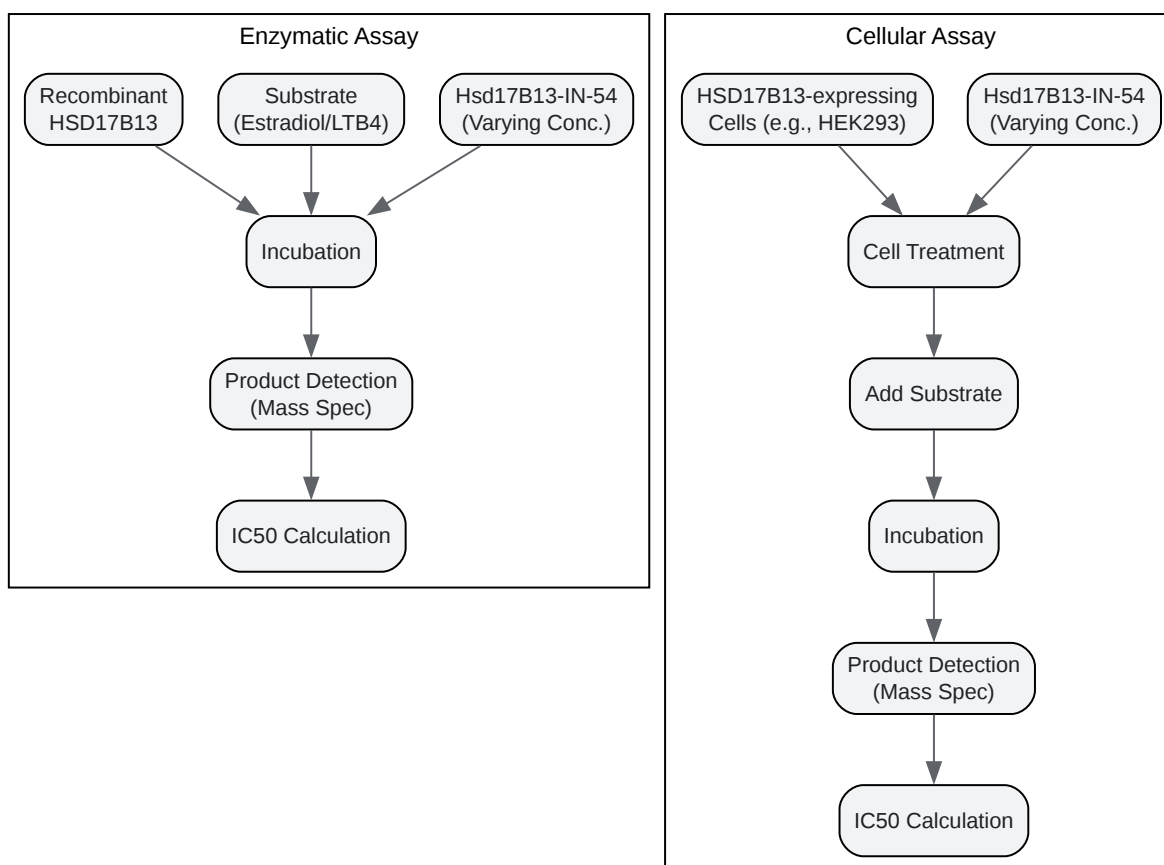 Enzymatic Assay
Recombinant
HSD17B13
Substrate
(Estradiol/LTB4)
Hsd17B13-IN-54
(Varying Conc.)
Incubation
Product Detection
(Mass Spec)
IC50 Calculation
Cellular Assay
HSD17B13-expressing
Cells (e.g., HEK293)
Hsd17B13-IN-54
(Varying Conc.)
Cell Treatment
Add Substrate
Incubation
Product Detection
(Mass Spec)
IC50 Calculation